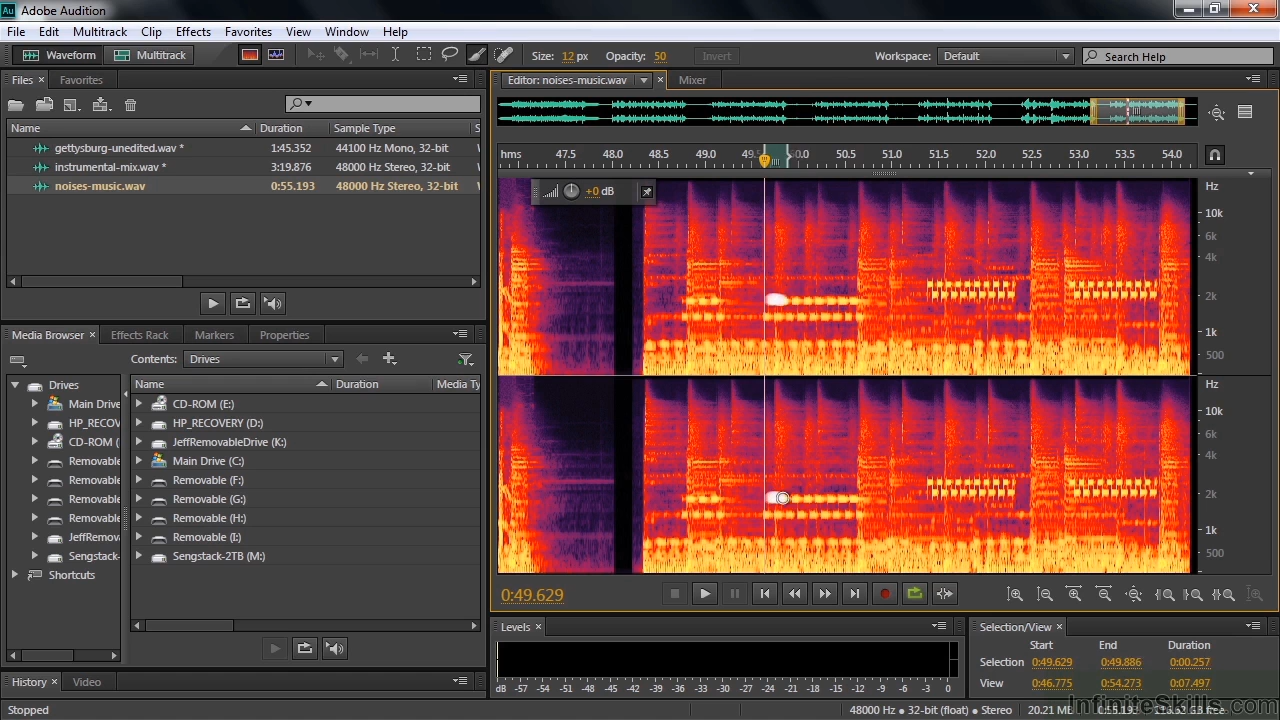 Au Adobe Audition
File Edit Multitrack Clip Effects Favorites View Window Help
Waveform Multitrack Size: 12 px Opacity: 50 Invert Workspace: Default Search Help
Files × Favorites
Editor: noises-music.wav × Mixer
Name Duration Sample Type S
gettysburg-unedited.wav * 1:45.352 44100 Hz Mono, 32-bit
instrumental-mix.wav * 3:19.876 48000 Hz Stereo, 32-bit
noises-music.wav 0:55.193 48000 Hz Stereo, 32-bit
hms 47.5 48.0 48.5 49.0 49.5 50.0 50.5 51.0 51.5 52.0 52.5 53.0 53.5 54.0
+0 dB
Hz
10k
6k
4k
2k
1k
500
Hz
10k
6k
4k
2k
1k
500
Media Browser × Effects Rack Markers Properties
Contents: Drives
Drives
Main Drive
HP_RECOV
CD-ROM (
Removable
Removable
Removable
JeffRemova
Sengstack-
Shortcuts
Name Duration Media Ty
CD-ROM (E:)
HP_RECOVERY (D:)
JeffRemovableDrive (K:)
Main Drive (C:)
Removable (F:)
Removable (G:)
Removable (H:)
Removable (I:)
Sengstack-2TB (M:)
0:49.629
Levels ×
dB -57 -54 -51 -48 -45 -42 -39 -36 -33 -30 -27 -24 -21 -18 -15 -12 -9 -6 -3 0
Selection/View ×
Start End Duration
Selection 0:49.629 0:49.886 0:00.257
View 0:46.775 0:54.273 0:07.497
History × Video
Stopped
48000 Hz • 32-bit (float) • Stereo 20.21 MB 0:55.193
InfiniteSkills.com